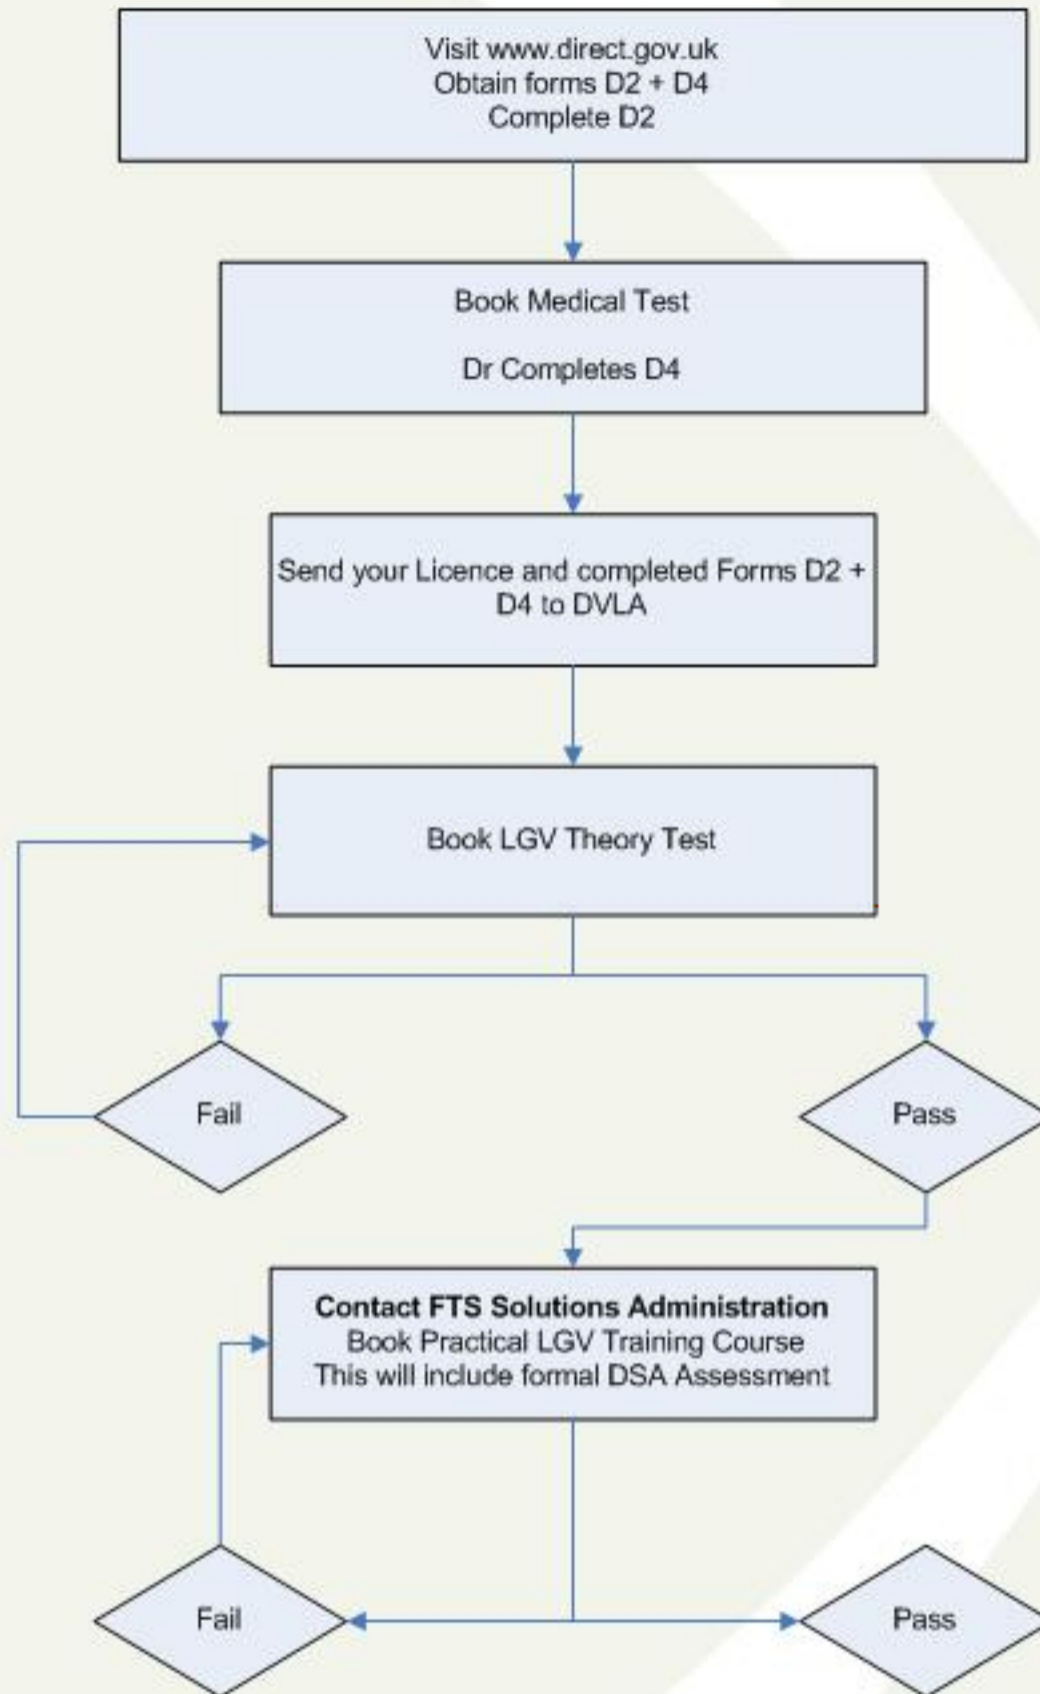 Visit www.direct.gov.uk
Obtain forms D2 + D4
Complete D2
Book Medical Test
Dr Completes D4
Send your Licence and completed Forms D2 +
D4 to DVLA
Book LGV Theory Test
Fail
Pass
Contact FTS Solutions Administration
Book Practical LGV Training Course
This will include formal DSA Assessment
Fail
Pass